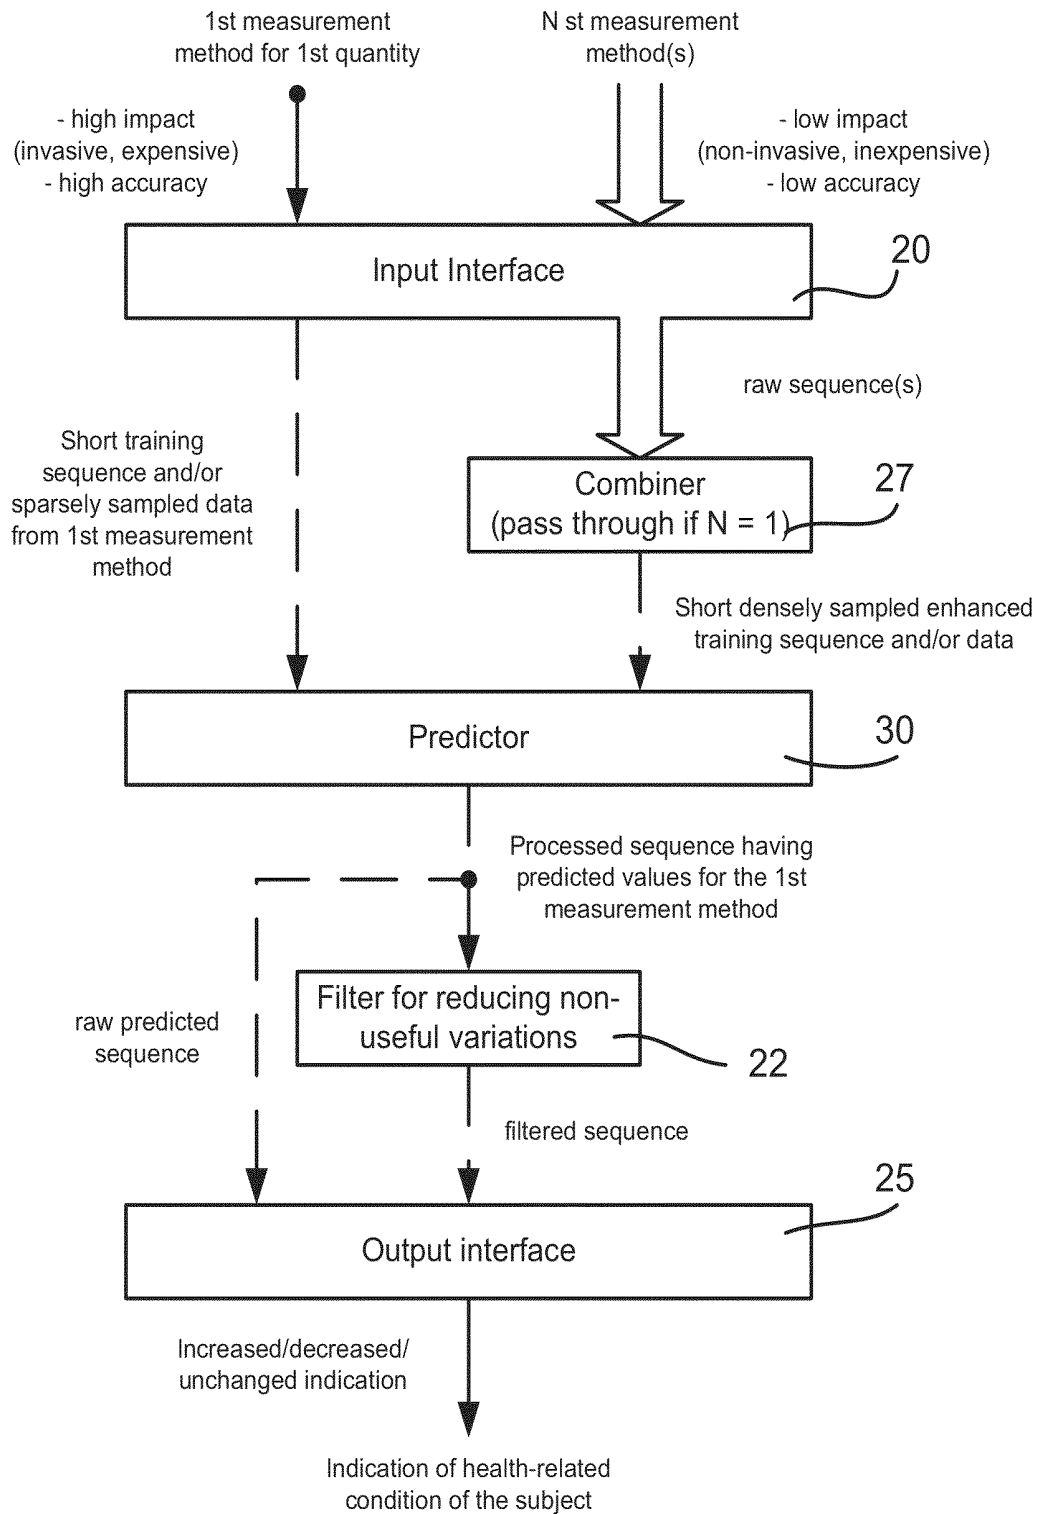 1st measurement
method for 1st quantity
N st measurement
method(s)
- high impact
(invasive, expensive)
- high accuracy
- low impact
(non-invasive, inexpensive)
- low accuracy
Input Interface
20
raw sequence(s)
Short training
sequence and/or
sparsely sampled data
from 1st measurement
method
Combiner
(pass through if N = 1)
27
Short densely sampled enhanced
training sequence and/or data
Predictor
30
Processed sequence having
predicted values for the 1st
measurement method
raw predicted
sequence
Filter for reducing non-
useful variations
22
filtered sequence
Output interface
25
Increased/decreased/
unchanged indication
Indication of health-related
condition of the subject